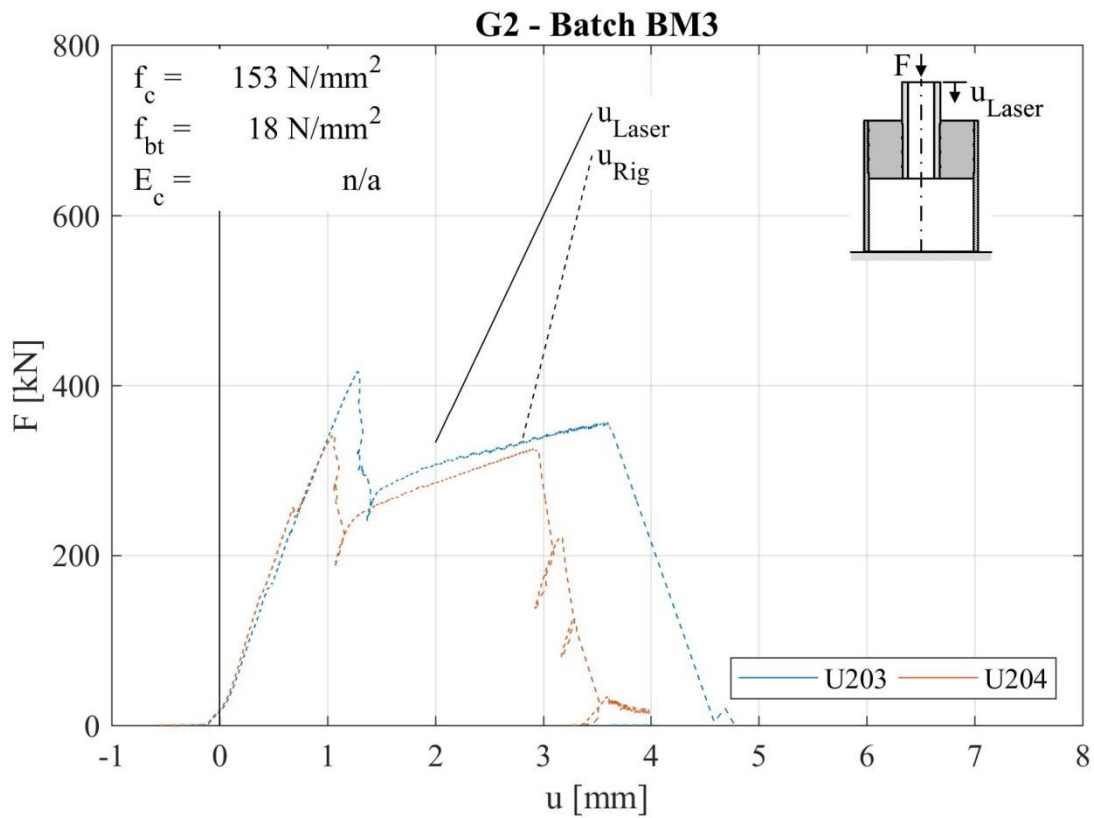 G2 - Batch BM3
f_c = 153 N/mm^2
f_bt = 18 N/mm^2
E_c = n/a
u_Laser
u_Rig
F
u_Laser
800
600
400
200
0
F [kN]
U203 U204
-1 0 1 2 3 4 5 6 7 8
u [mm]